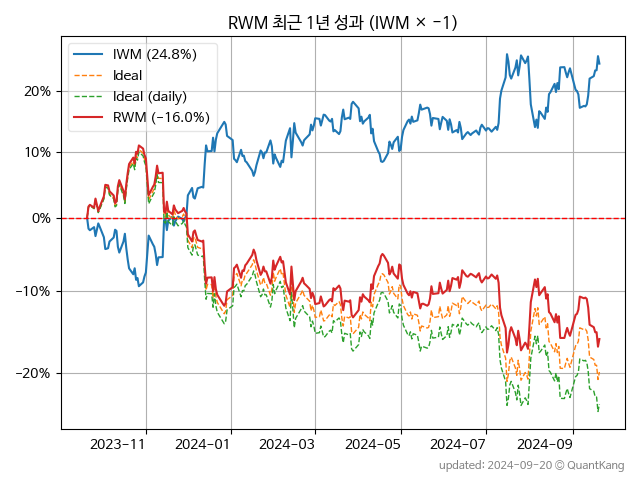 RWM 최근 1년 성과 (IWM × -1)
IWM (24.8%)
Ideal
Ideal (daily)
RWM (-16.0%)
20%
10%
0%
-10%
-20%
2023-11
2024-01
2024-03
2024-05
2024-07
2024-09
updated: 2024-09-20 © QuantKang